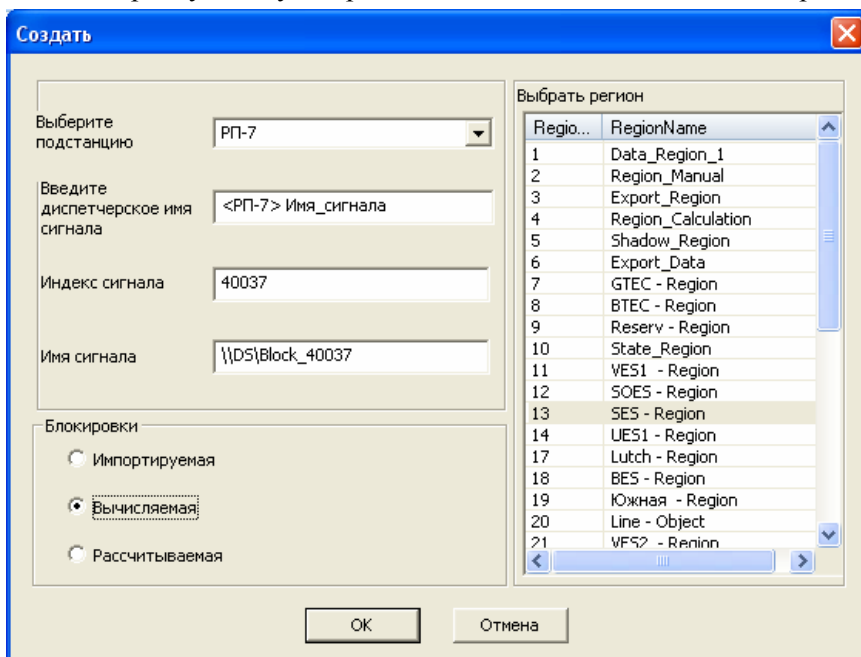 Создать
Выберите
подстанцию
РП-7
Введите
диспетчерское имя
сигнала
<РП-7> Имя_сигнала
Индекс сигнала
40037
Имя сигнала
\\DS\Block_40037
Блокировки
Импортируемая
Вычисляемая
Рассчитываемая
Выбрать регион
Regio... RegionName
1 Data_Region_1
2 Region_Manual
3 Export_Region
4 Region_Calculation
5 Shadow_Region
6 Export_Data
7 GTEC - Region
8 BTEC - Region
9 Reserv - Region
10 State_Region
11 VES1 - Region
12 SOES - Region
13 SES - Region
14 UES1 - Region
17 Lutch - Region
18 BES - Region
19 Южная - Region
20 Line - Object
21 VES2 - Region
OK
Отмена